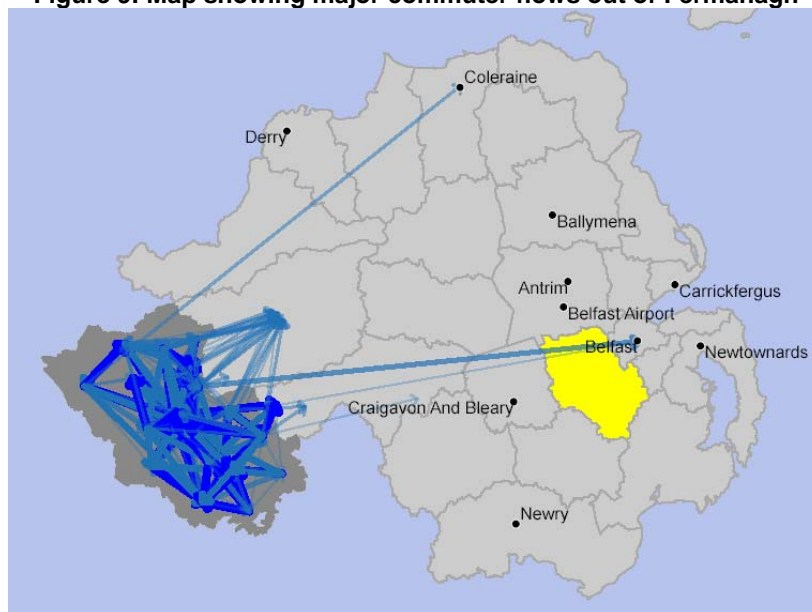 Figure 9: Map showing major commuter flows out of Fermanagh
Coleraine
Derry
Ballymena
Antrim
Carrickfergus
Belfast Airport
Belfast
Newtownards
Craigavon And Bleary
Newry